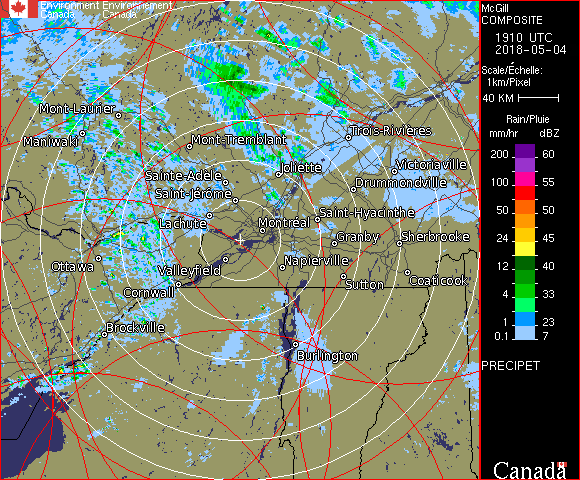 Environment Environnement
Canada Canada
McGill
COMPOSITE
1910 UTC
2018-05-04
Scale/Échelle:
1km/Pixel
40 KM
Rain/Pluie
mm/hr dBZ
200 60
100 55
50 50
24 45
12 40
4 33
1 23
0.1 7
PRECIPET
Canada
Mont-Laurier
Maniwaki
Mont-Tremblant
Trois-Rivières
Sainte-Adèle
Joliette
Victoriaville
Saint-Jérôme
Drummondville
Lachute
Saint-Hyacinthe
Montréal
Granby
Sherbrooke
Ottawa
Valleyfield
Napierville
Coaticook
Cornwall
Sutton
Brockville
Burlington